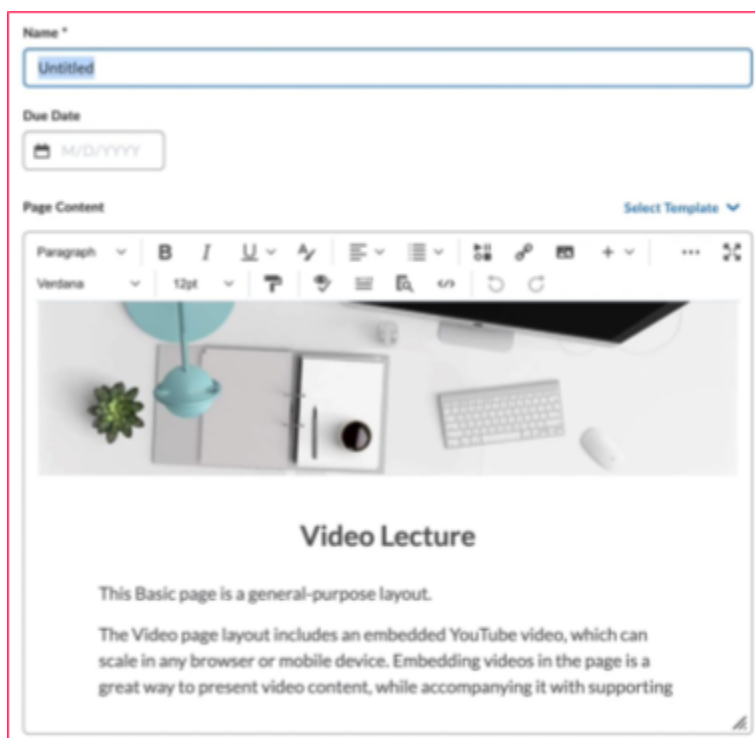 Name *
Untitled
Due Date
M/D/YYYY
Page Content
Select Template
Paragraph B I U A
Verdana 12pt </>
Video Lecture
This Basic page is a general-purpose layout.
The Video page layout includes an embedded YouTube video, which can
scale in any browser or mobile device. Embedding videos in the page is a
great way to present video content, while accompanying it with supporting